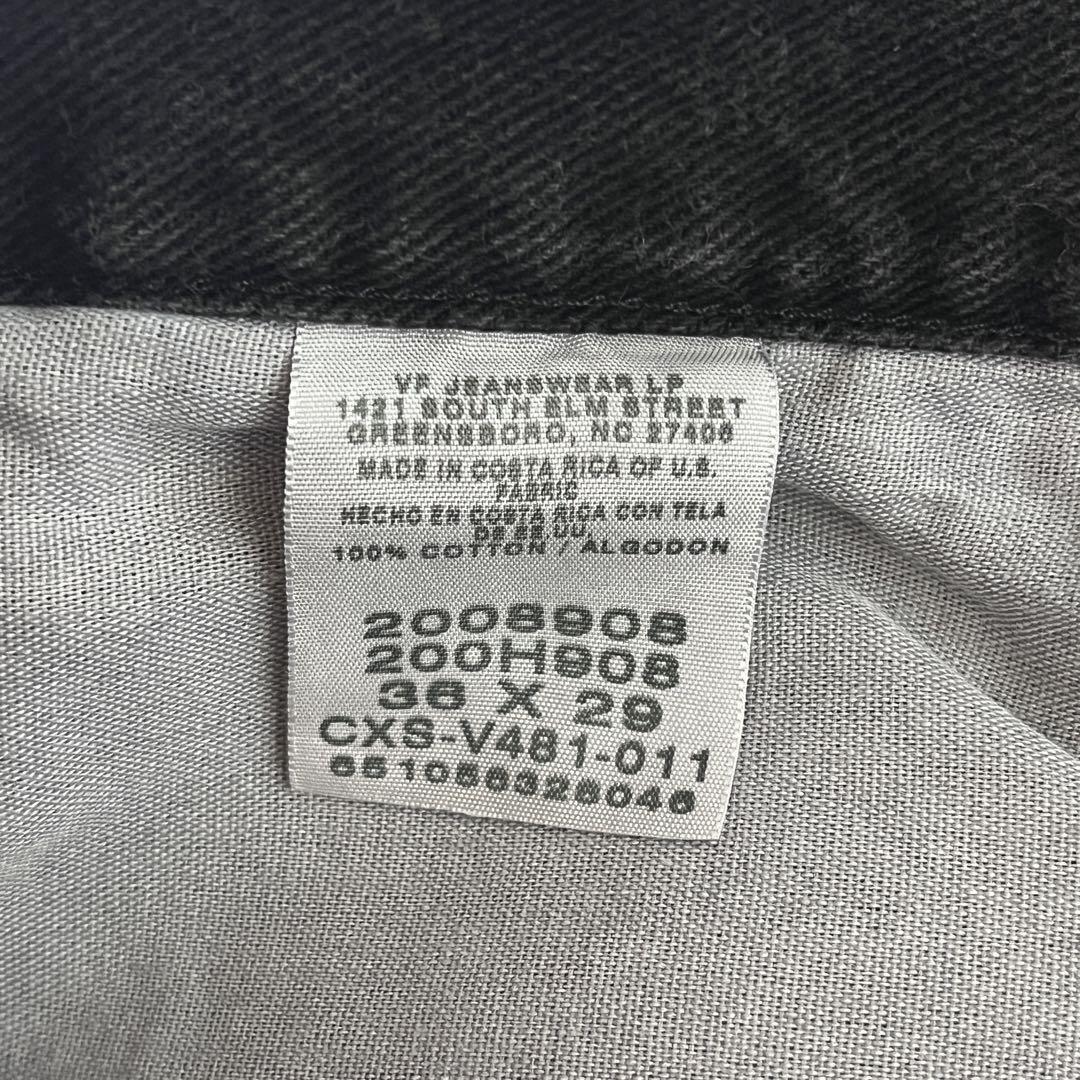 VF JEANSWEAR LP
1421 SOUTH ELM STREET
GREENSBORO, NC 27406
MADE IN COSTA RICA OF U.S.
FABRIC
HECHO EN COSTA RICA CON TELA
DE EE.UU.
100% COTTON / ALGODON
2008908
200H908
36 X 29
CXS-V481-011